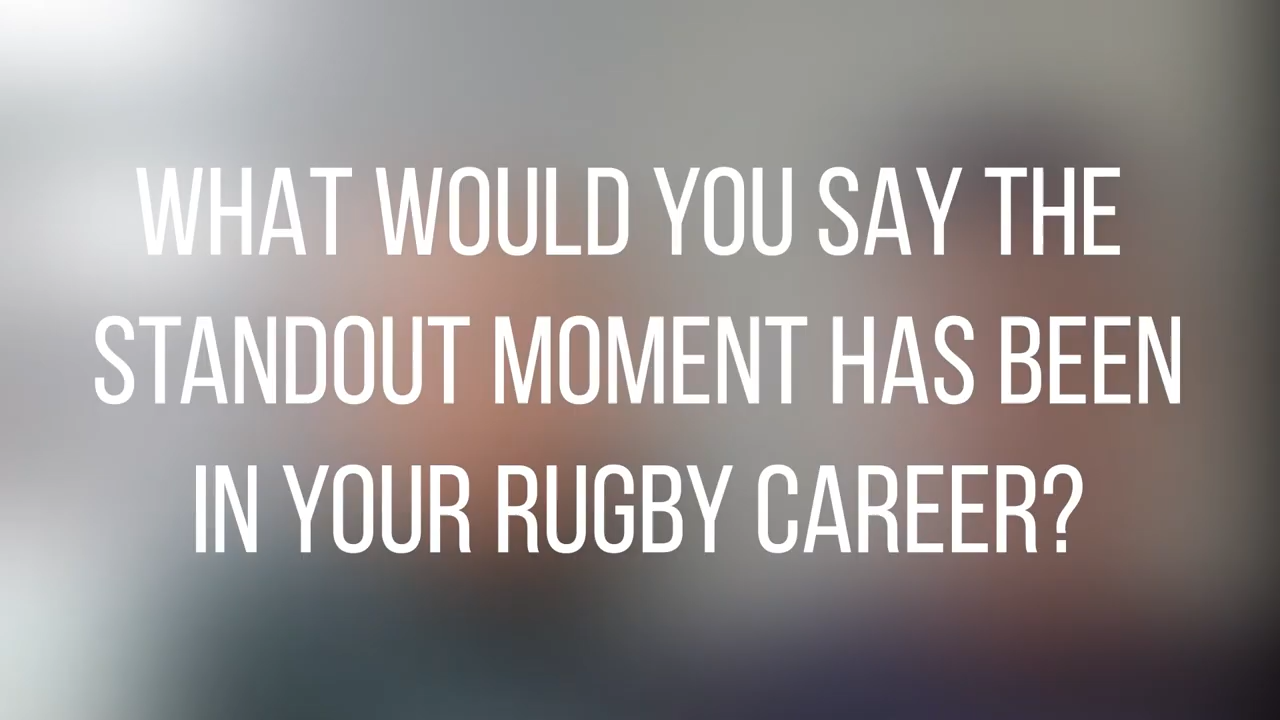 WHAT WOULD YOU SAY THE
STANDOUT MOMENT HAS BEEN
IN YOUR RUGBY CAREER?